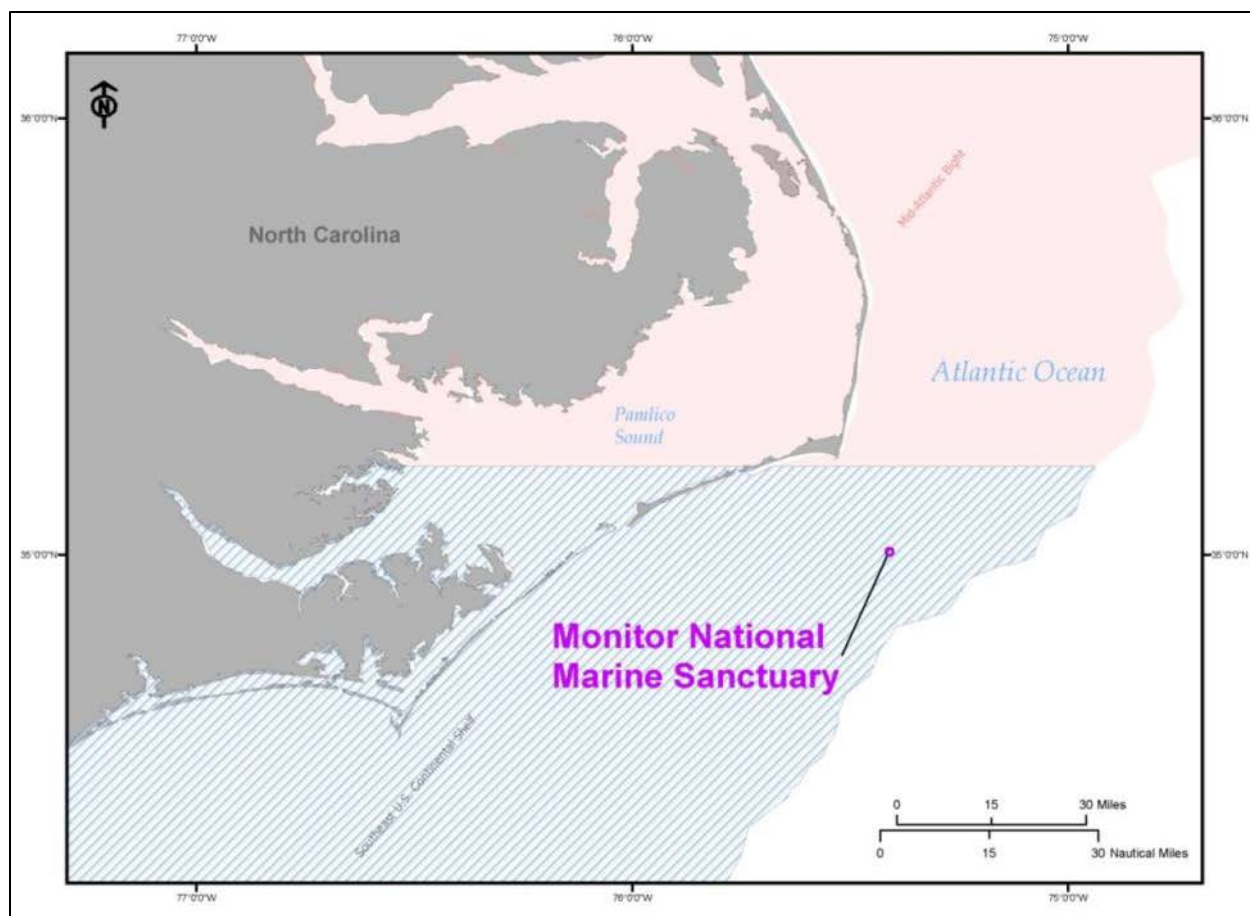 77°0'0"W
76°0'0"W
75°0'0"W
N
36°0'0"N
36°0'0"N
Mid-Atlantic Bight
North Carolina
Atlantic Ocean
Pamlico
Sound
35°0'0"N
35°0'0"N
Monitor National
Marine Sanctuary
Southeast U.S. Continental Shelf
0 15 30 Miles
0 15 30 Nautical Miles
77°0'0"W
76°0'0"W
75°0'0"W